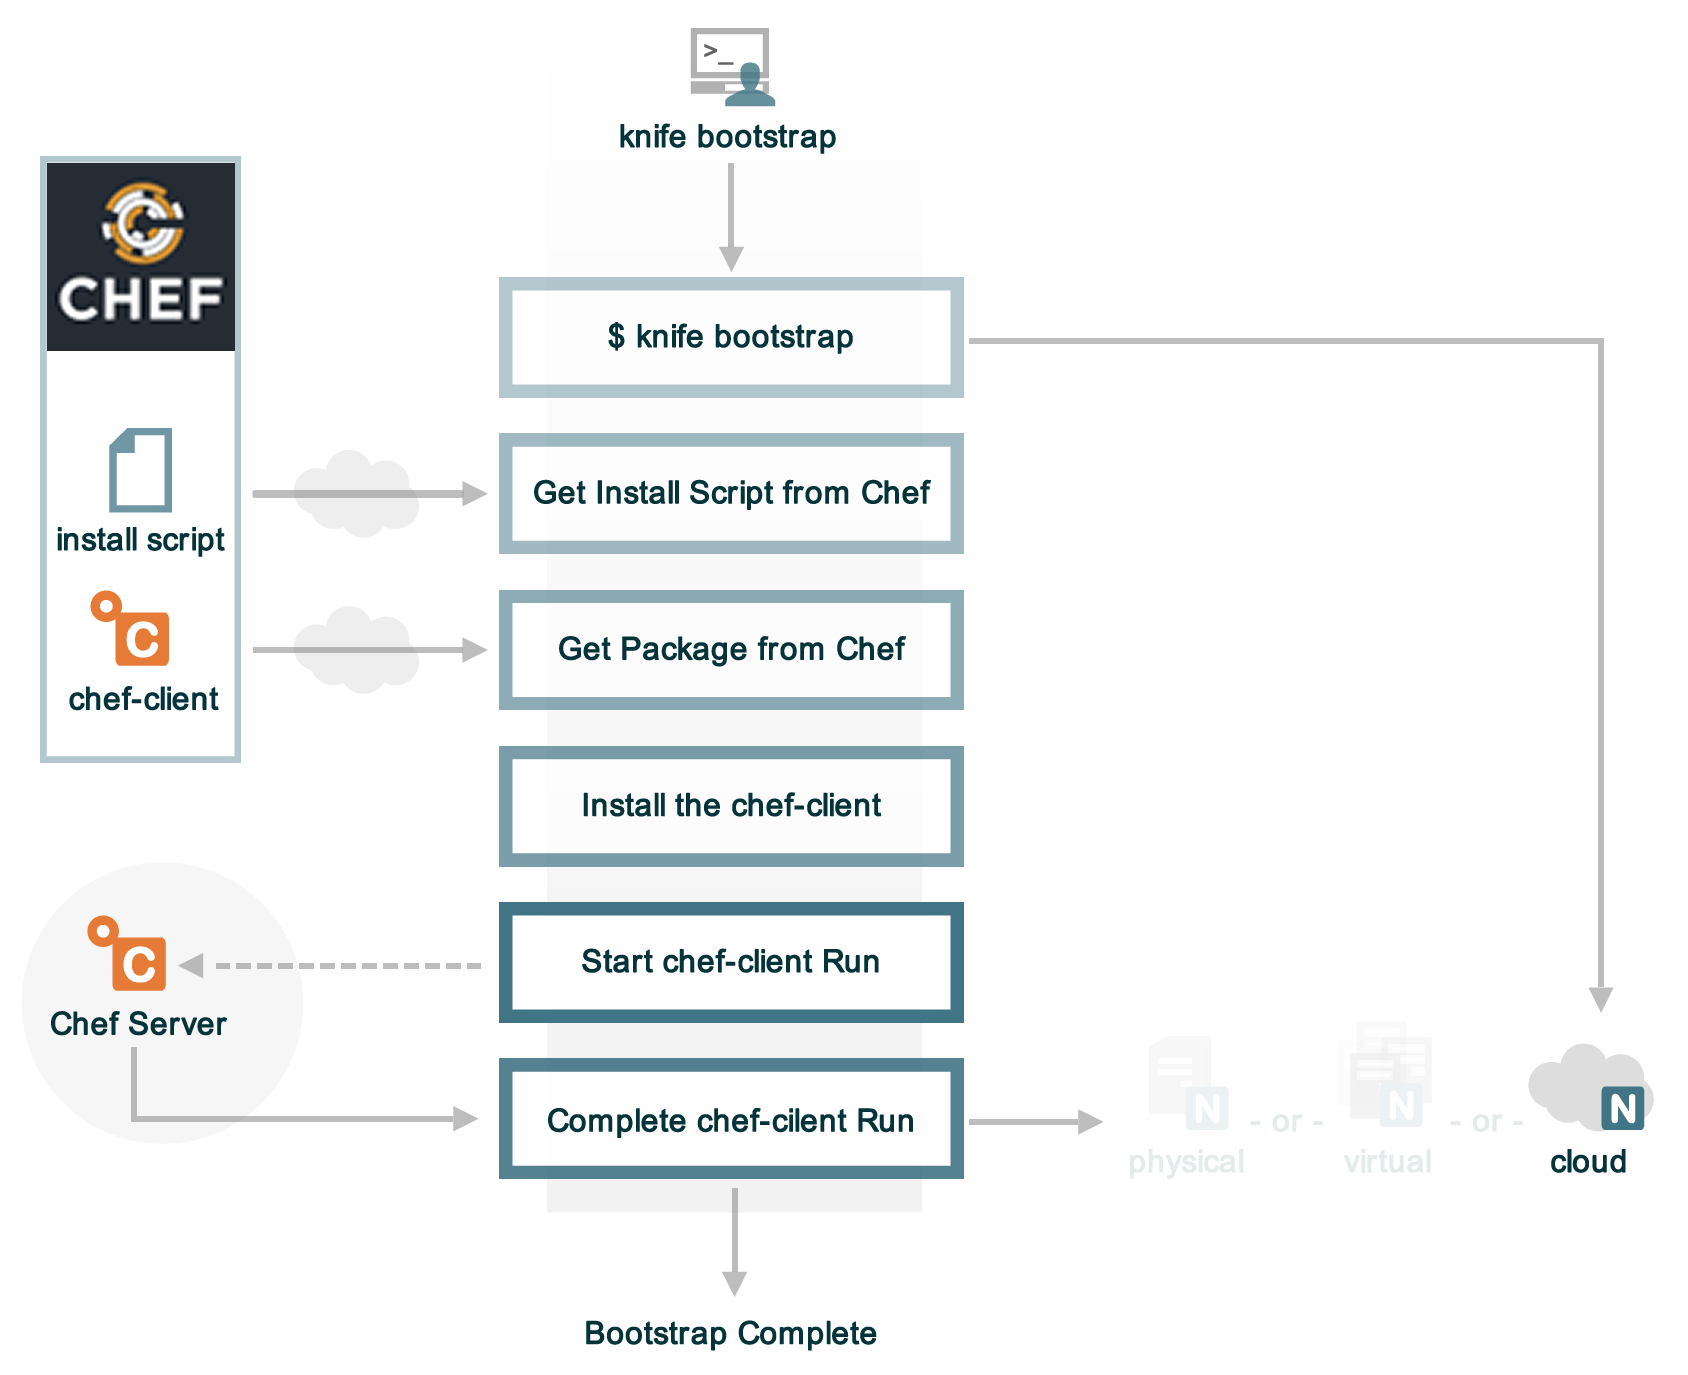 >_
knife bootstrap
CHEF
$ knife bootstrap
install script
Get Install Script from Chef
C
chef-client
Get Package from Chef
Install the chef-client
C
Chef Server
Start chef-client Run
Complete chef-cilent Run
N
physical
- or -
N
virtual
- or -
N
cloud
Bootstrap Complete